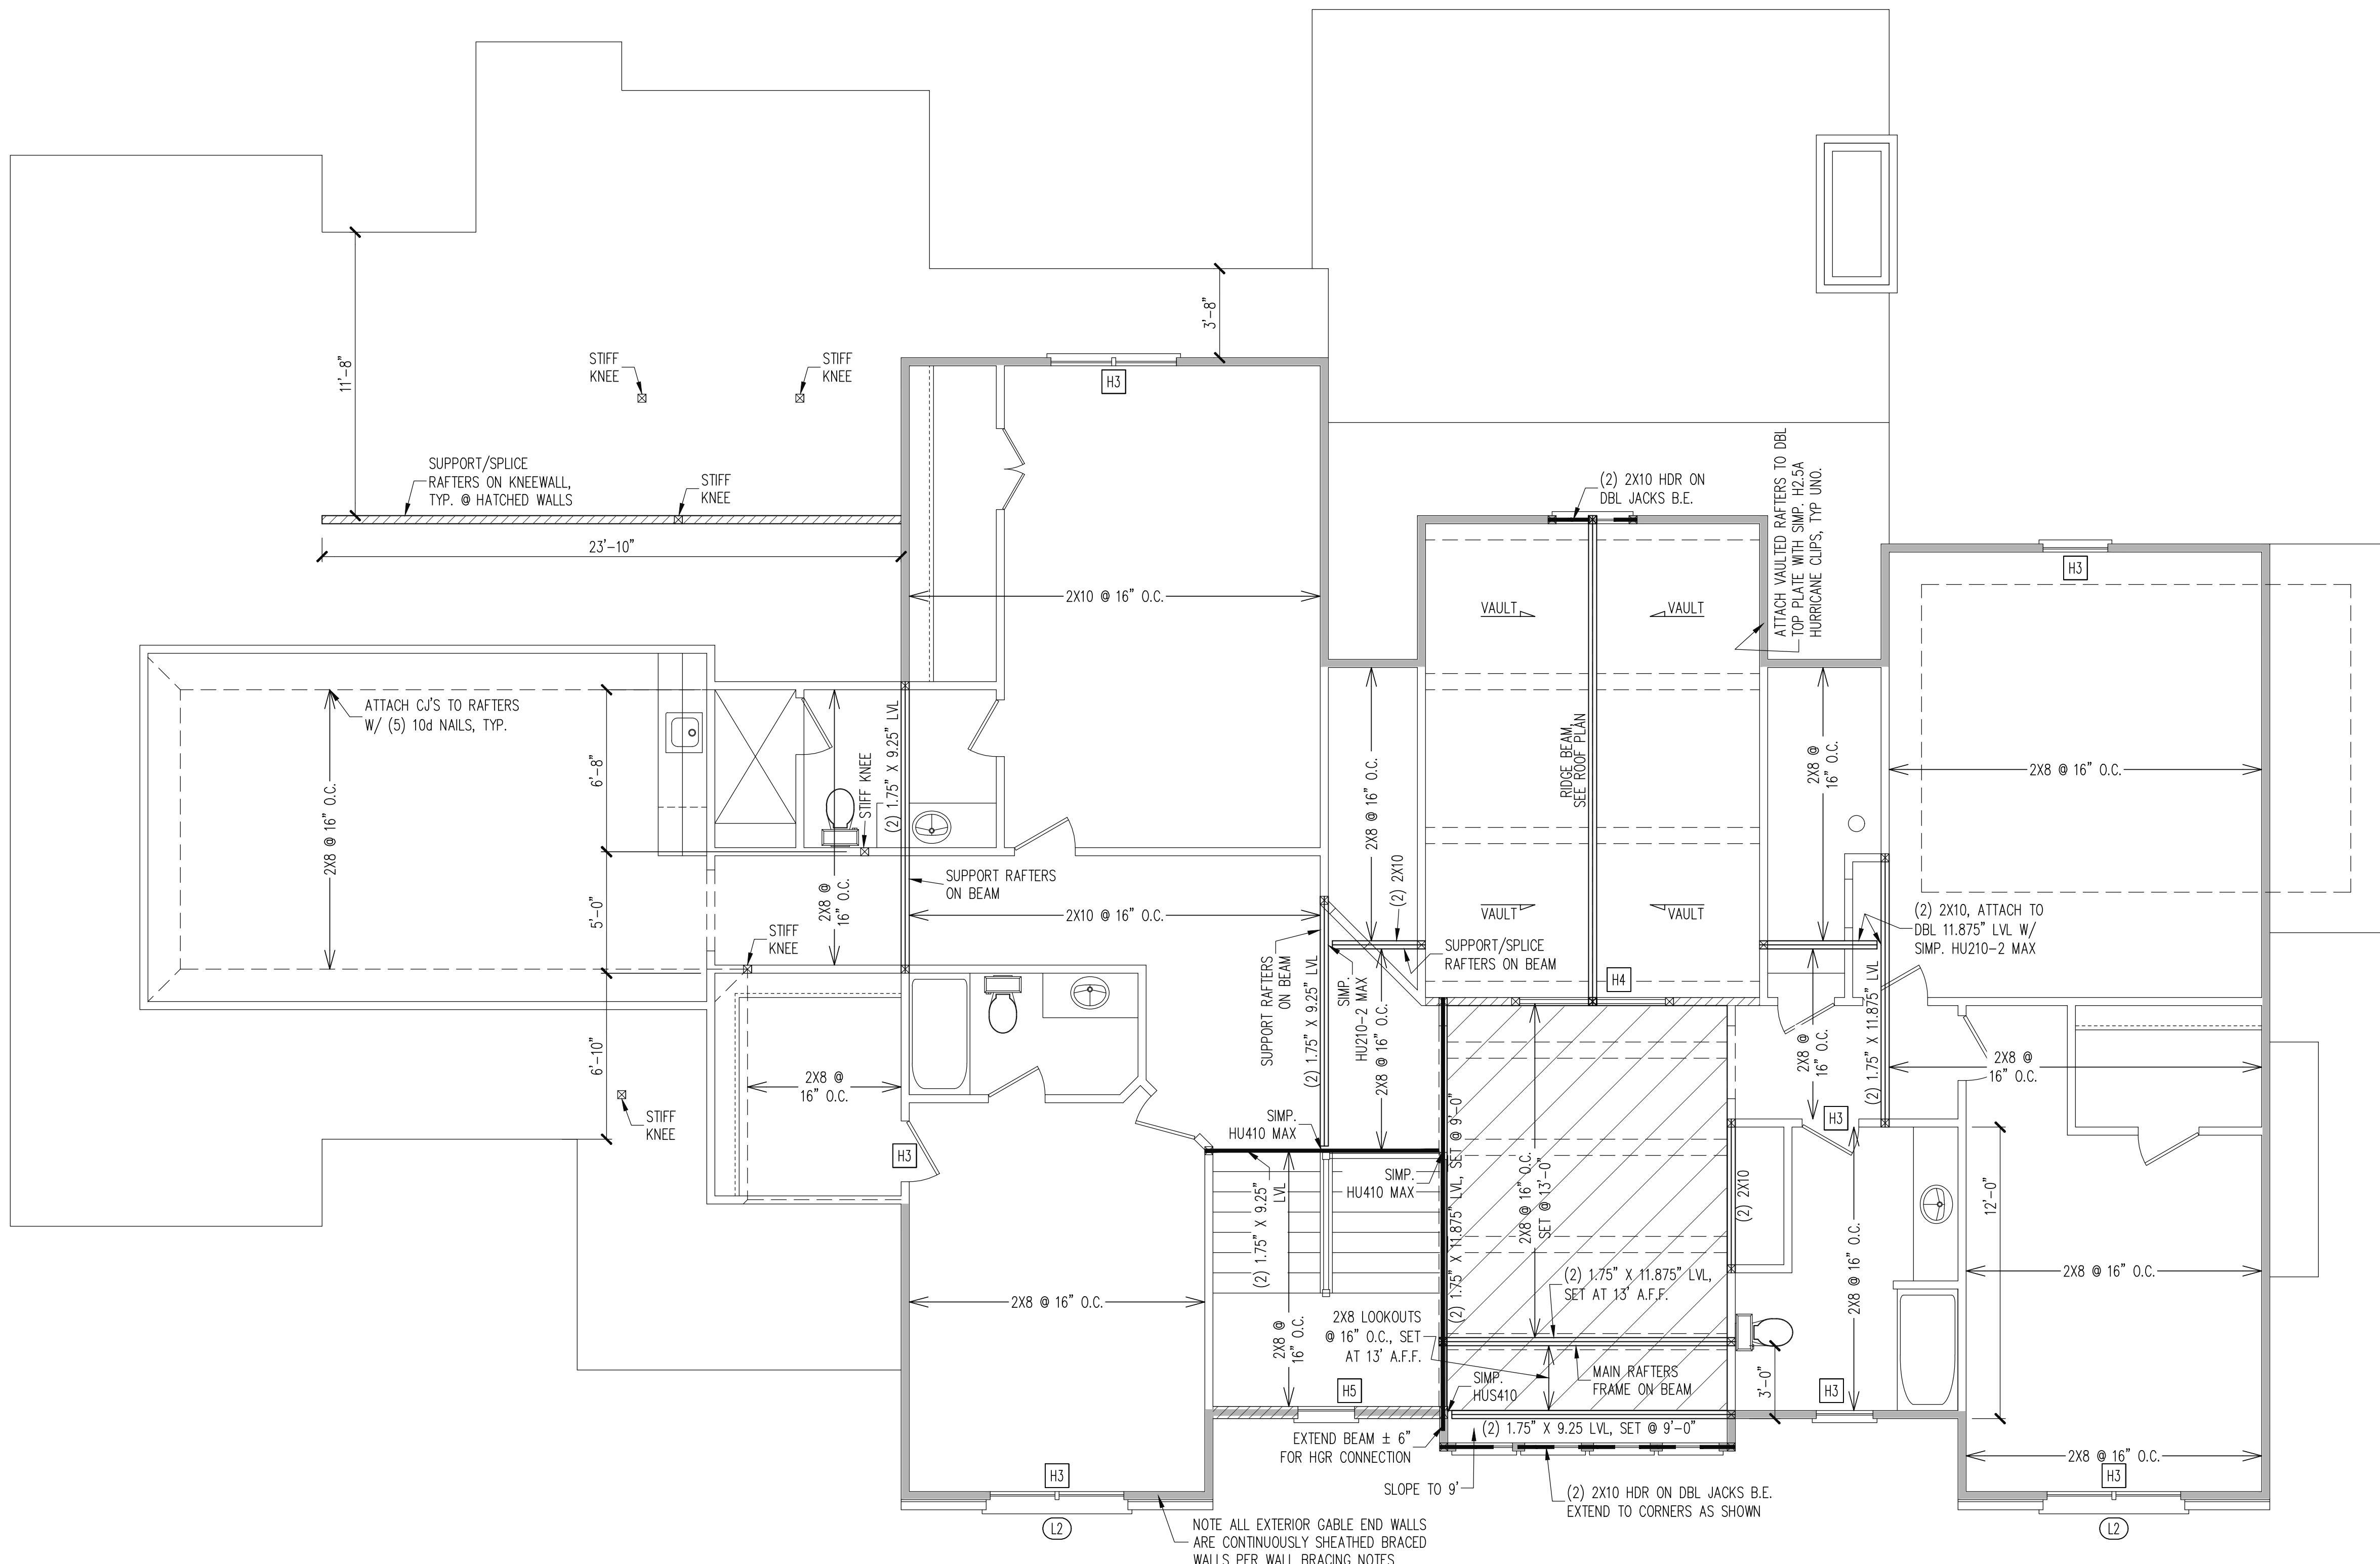 3'-8"
11'-8"
STIFF
KNEE
STIFF
KNEE
H3
SUPPORT/SPLICE
RAFTERS ON KNEEWALL,
TYP. @ HATCHED WALLS
STIFF
KNEE
(2) 2X10 HDR ON
DBL JACKS B.E.
ATTACH VAULTED RAFTERS TO DBL
TOP PLATE WITH SIMP. H2.5A
HURRICANE CLIPS, TYP UNO.
23'-10"
H3
2X10 @ 16" O.C.
VAULT
VAULT
ATTACH CJ'S TO RAFTERS
W/ (5) 10d NAILS, TYP.
2X8 @ 16" O.C.
6'-8"
STIFF KNEE
(2) 1.75" X 9.25" LVL
2X8 @ 16" O.C.
RIDGE BEAM,
SEE ROOF PLAN
2X8 @
16" O.C.
2X8 @ 16" O.C.
SUPPORT RAFTERS
ON BEAM
2X8 @
16" O.C.
5'-0"
2X10 @ 16" O.C.
(2) 2X10
VAULT
VAULT
(2) 2X10, ATTACH TO
DBL 11.875" LVL W/
SIMP. HU210-2 MAX
STIFF
KNEE
SUPPORT/SPLICE
RAFTERS ON BEAM
SUPPORT RAFTERS
ON BEAM
(2) 1.75" X 9.25" LVL
SIMP.
HU210-2 MAX
2X8 @ 16" O.C.
H4
6'-10"
2X8 @
16" O.C.
STIFF
KNEE
2X8 @
16" O.C.
(2) 1.75" X 11.875" LVL
2X8 @
16" O.C.
H3
SIMP.
HU410 MAX
H3
SIMP.
HU410 MAX
(2) 1.75" X 9.25"
LVL
(2) 1.75" X 11.875" LVL, SET @ 9'-0"
2X8 @ 16" O.C.
SET @ 13'-0"
(2) 2X10
12'-0"
2X8 @ 16" O.C.
2X8 @ 16" O.C.
(2) 1.75" X 11.875" LVL,
SET AT 13' A.F.F.
2X8 @ 16" O.C.
2X8 @
16" O.C.
2X8 LOOKOUTS
@ 16" O.C., SET
AT 13' A.F.F.
MAIN RAFTERS
FRAME ON BEAM
3'-0"
SIMP.
HUS410
H5
H3
(2) 1.75" X 9.25 LVL, SET @ 9'-0"
EXTEND BEAM ± 6"
FOR HGR CONNECTION
2X8 @ 16" O.C.
H3
H3
SLOPE TO 9'
(2) 2X10 HDR ON DBL JACKS B.E.
EXTEND TO CORNERS AS SHOWN
L2
L2
NOTE ALL EXTERIOR GABLE END WALLS
ARE CONTINUOUSLY SHEATHED BRACED
WALLS PER WALL BRACING NOTES